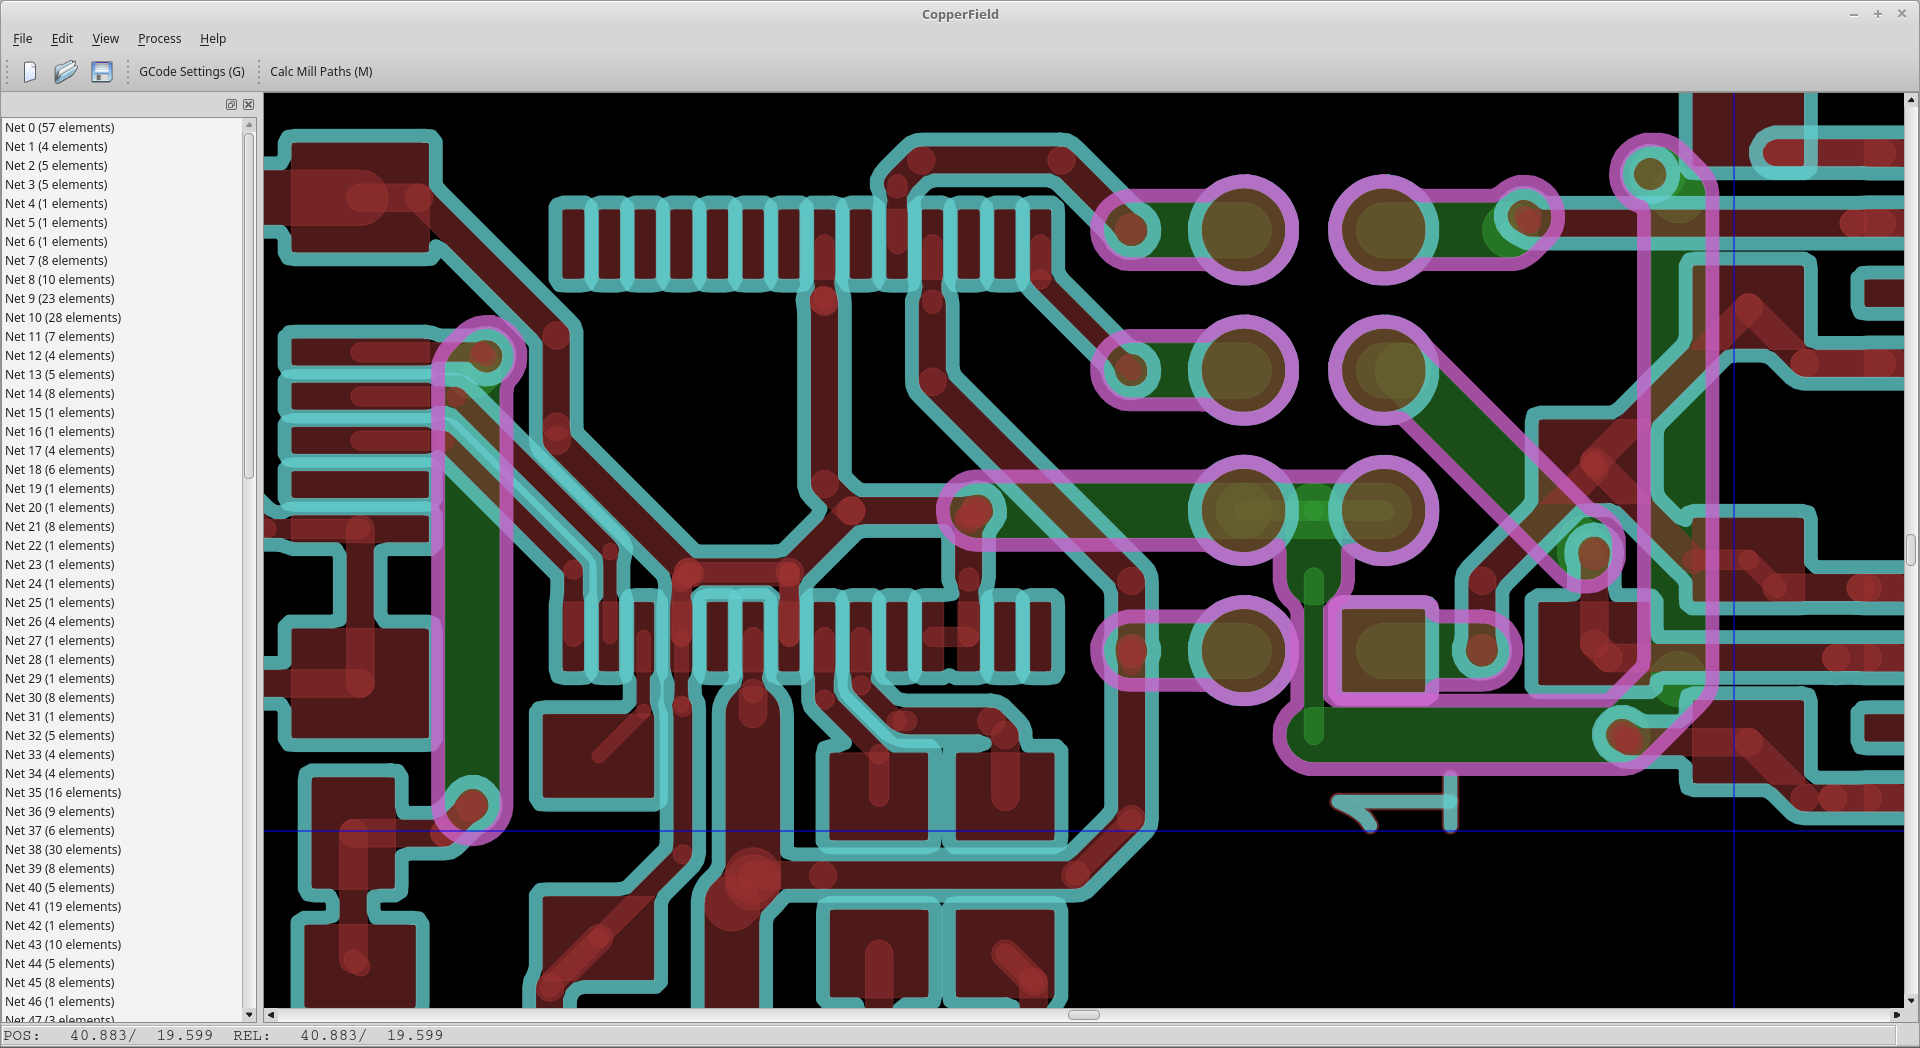 CopperField
File Edit View Process Help
GCode Settings (G) Calc Mill Paths (M)
Net 0 (57 elements)
Net 1 (4 elements)
Net 2 (5 elements)
Net 3 (5 elements)
Net 4 (1 elements)
Net 5 (1 elements)
Net 6 (1 elements)
Net 7 (8 elements)
Net 8 (10 elements)
Net 9 (23 elements)
Net 10 (28 elements)
Net 11 (7 elements)
Net 12 (4 elements)
Net 13 (5 elements)
Net 14 (8 elements)
Net 15 (1 elements)
Net 16 (1 elements)
Net 17 (4 elements)
Net 18 (6 elements)
Net 19 (1 elements)
Net 20 (1 elements)
Net 21 (8 elements)
Net 22 (1 elements)
Net 23 (1 elements)
Net 24 (1 elements)
Net 25 (1 elements)
Net 26 (4 elements)
Net 27 (1 elements)
Net 28 (1 elements)
Net 29 (1 elements)
Net 30 (8 elements)
Net 31 (1 elements)
Net 32 (5 elements)
Net 33 (4 elements)
Net 34 (4 elements)
Net 35 (16 elements)
Net 36 (9 elements)
Net 37 (6 elements)
Net 38 (30 elements)
Net 39 (8 elements)
Net 40 (5 elements)
Net 41 (19 elements)
Net 42 (1 elements)
Net 43 (10 elements)
Net 44 (5 elements)
Net 45 (8 elements)
Net 46 (1 elements)
Net 47 (3 elements)
1
POS: 40.883/ 19.599 REL: 40.883/ 19.599